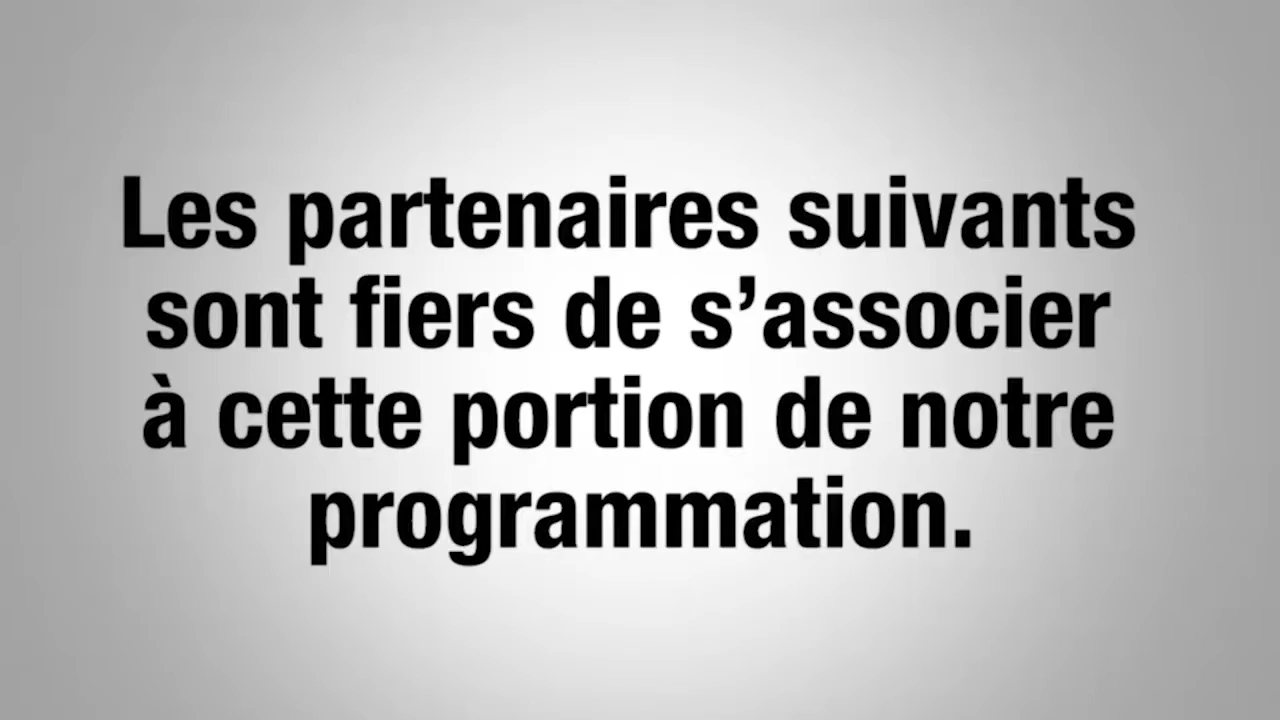 Les partenaires suivants
sont fiers de s’associer
à cette portion de notre
programmation.